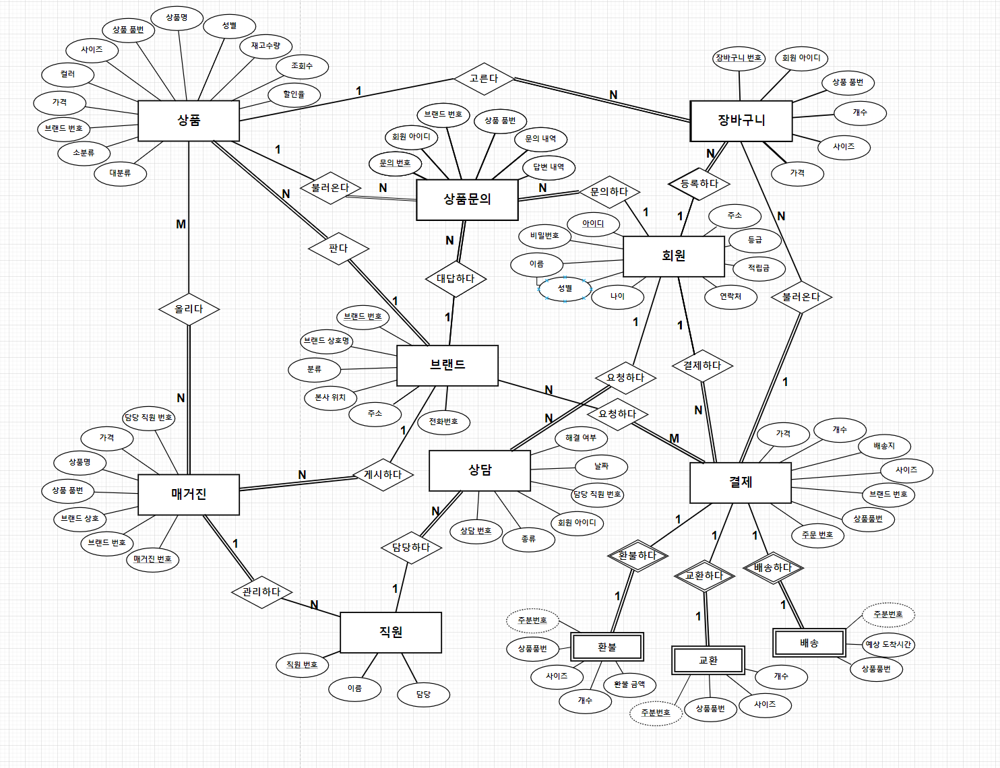 상품명
성별
상품 품번
재고수량
사이즈
조회수
컬러
할인율
가격
브랜드 번호
소분류
대분류
상품
1
고른다
N
장바구니 번호
회원 아이디
상품 품번
개수
사이즈
가격
장바구니
브랜드 번호
상품 품번
회원 아이디
문의 내역
문의 번호
답변 내역
상품문의
1
불러온다
N
N
문의하다
1
N
등록하다
1
N
판다
1
M
올리다
N
N
대답하다
1
아이디
주소
비밀번호
등급
이름
적립금
성별
나이
연락처
회원
N
불러온다
1
1
요청하다
N
1
결제하다
N
브랜드 번호
브랜드 상호명
분류
본사 위치
주소
전화번호
브랜드
N
요청하다
M
1
게시하다
N
담당 직원 번호
가격
상품명
상품 품번
브랜드 상호
브랜드 번호
매거진 번호
매거진
해결 여부
날짜
담당 직원 번호
회원 아이디
종류
상담 번호
상담
가격
개수
배송지
사이즈
브랜드 번호
상품품번
주문 번호
결제
N
담당하다
1
1
관리하다
N
직원
직원 번호
이름
담당
1
환불하다
1
1
교환하다
1
1
배송하다
1
주분번호
상품품번
사이즈
개수
환불 금액
환불
주분번호
상품품번
사이즈
개수
교환
주분번호
예상 도착시간
상품품번
배송